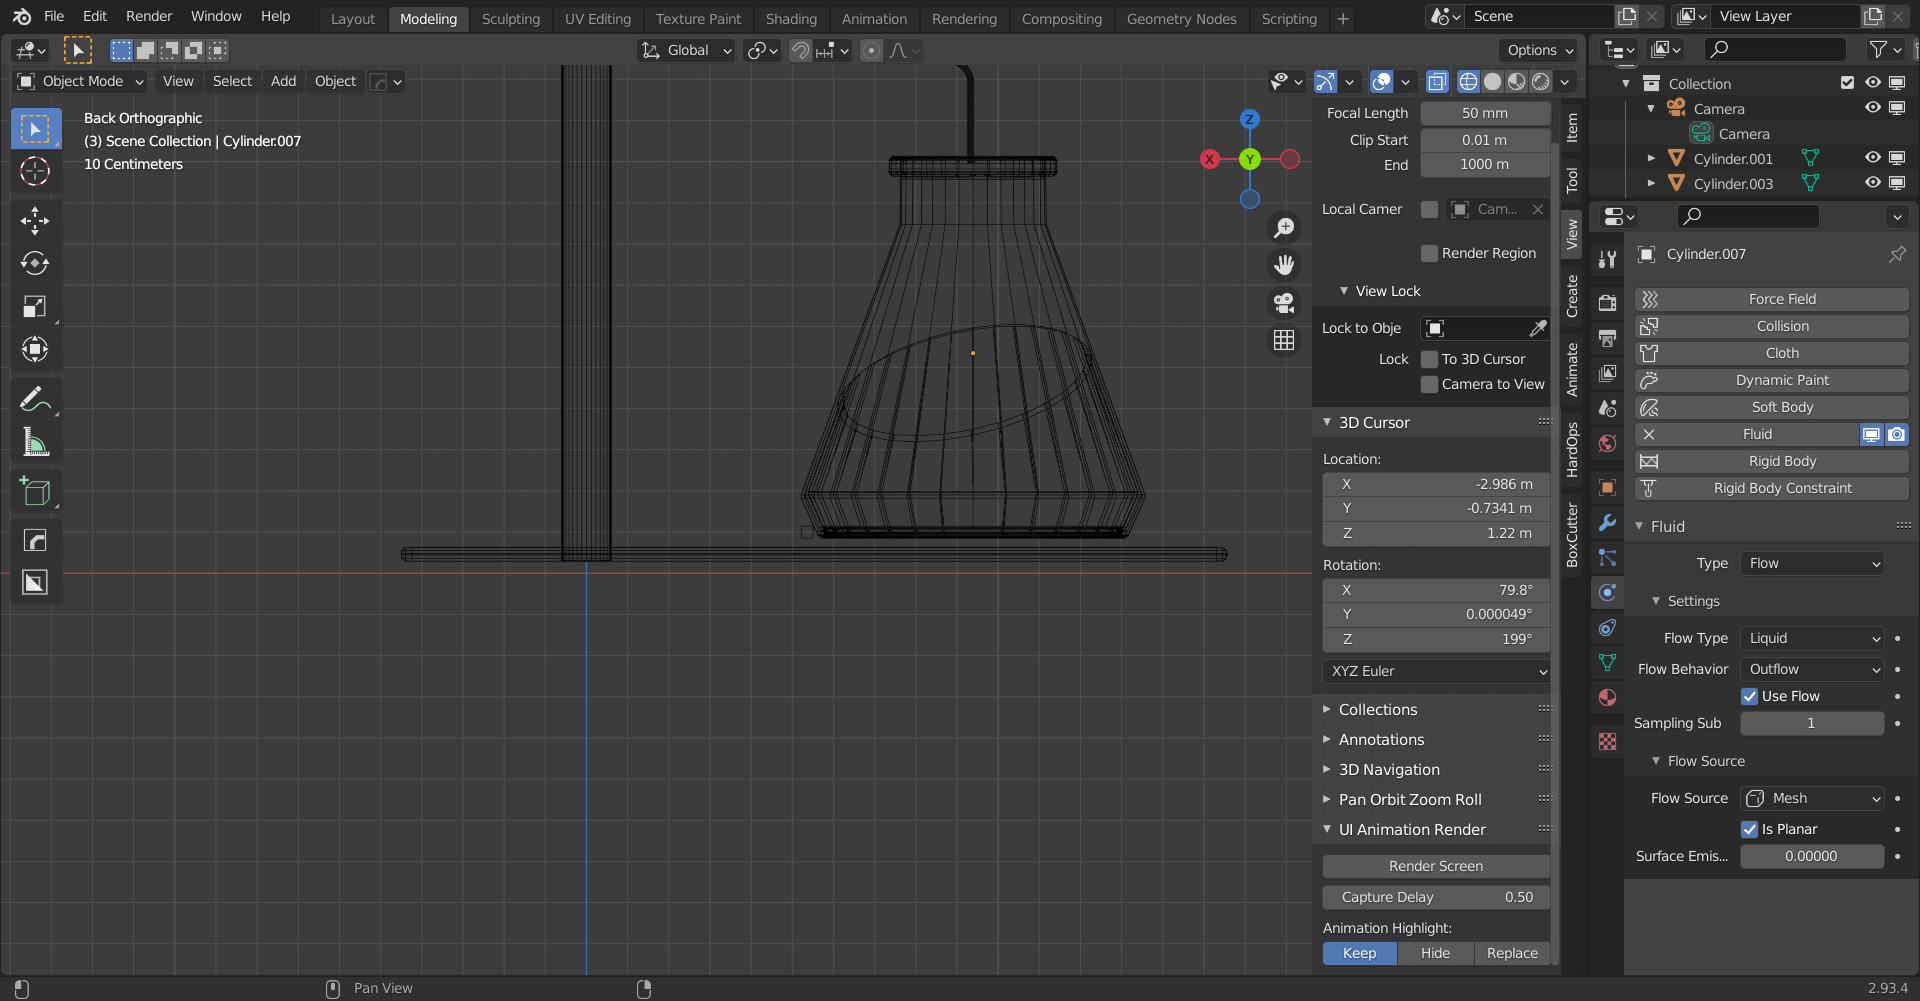 File Edit Render Window Help Layout Modeling Sculpting UV Editing Texture Paint Shading Animation Rendering Compositing Geometry Nodes Scripting + Scene View Layer
Global Options
Object Mode View Select Add Object
Back Orthographic
(3) Scene Collection | Cylinder.007
10 Centimeters
Z
X
Y
Focal Length 50 mm
Clip Start 0.01 m
End 1000 m
Local Camer Cam...
Render Region
View Lock
Lock to Obje
Lock To 3D Cursor
Camera to View
3D Cursor
Location:
X -2.986 m
Y -0.7341 m
Z 1.22 m
Rotation:
X 79.8°
Y 0.000049°
Z 199°
XYZ Euler
Collections
Annotations
3D Navigation
Pan Orbit Zoom Roll
UI Animation Render
Render Screen
Capture Delay 0.50
Animation Highlight:
Keep Hide Replace
Item
Tool
View
Create
Animate
HardOps
BoxCutter
Collection
Camera
Camera
Cylinder.001
Cylinder.003
Cylinder.007
Force Field
Collision
Cloth
Dynamic Paint
Soft Body
Fluid
Rigid Body
Rigid Body Constraint
Fluid
Type Flow
Settings
Flow Type Liquid
Flow Behavior Outflow
Use Flow
Sampling Sub 1
Flow Source
Flow Source Mesh
Is Planar
Surface Emis... 0.00000
Pan View
2.93.4